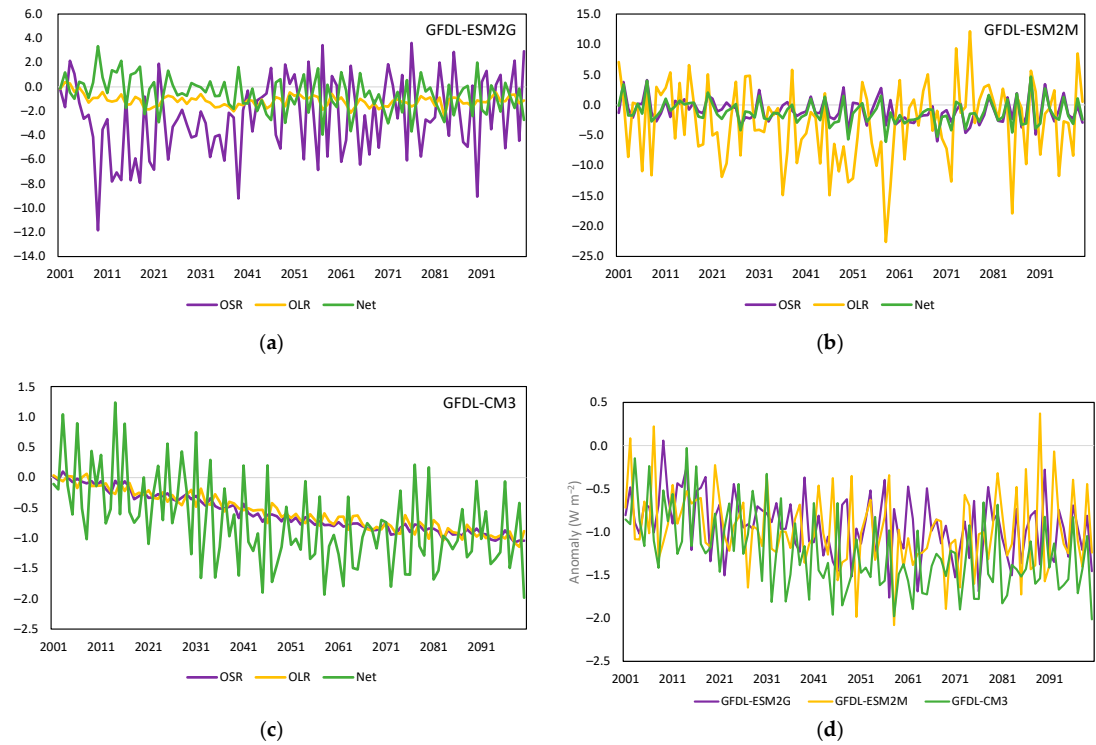 GFDL-ESM2G
6.0
4.0
2.0
0.0
−2.0
−4.0
−6.0
−8.0
−10.0
−12.0
−14.0
2001 2011 2021 2031 2041 2051 2061 2071 2081 2091
OSR OLR Net
(a)
GFDL-ESM2M
15.0
10.0
5.0
0.0
−5.0
−10.0
−15.0
−20.0
−25.0
2001 2011 2021 2031 2041 2051 2061 2071 2081 2091
OSR OLR Net
(b)
GFDL-CM3
1.5
1.0
0.5
0.0
−0.5
−1.0
−1.5
−2.0
−2.5
2001 2011 2021 2031 2041 2051 2061 2071 2081 2091
OSR OLR Net
(c)
Anomaly (W m⁻²)
0.5
0.0
−0.5
−1.0
−1.5
−2.0
−2.5
2001 2011 2021 2031 2041 2051 2061 2071 2081 2091
GFDL-ESM2G GFDL-ESM2M GFDL-CM3
(d)